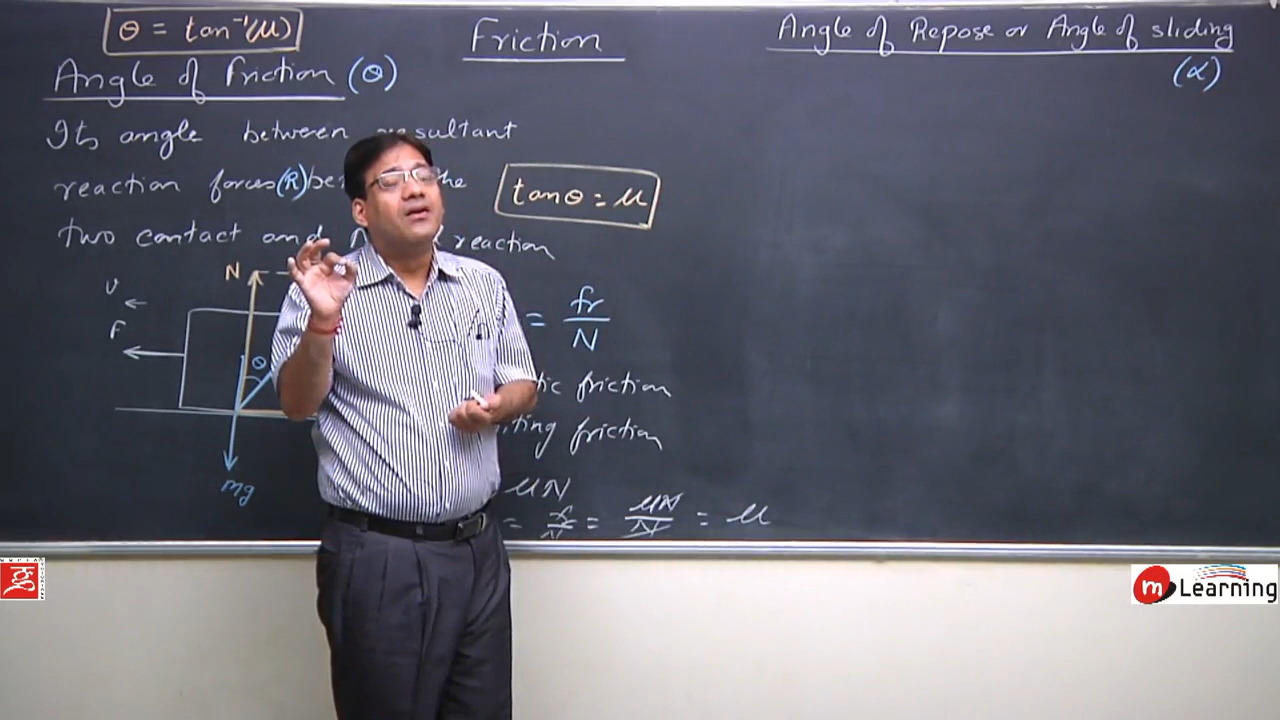 θ = tan⁻¹(μ)
Friction
Angle of Repose or Angle of sliding
(α)
Angle of Friction (θ)
Its angle between resultant
reaction forces (R) the
two contact and reaction
tanθ = μ
N
υ
F
θ
mg
= fr/N
friction
friction
μN
= = μN/N = μ
m Learning